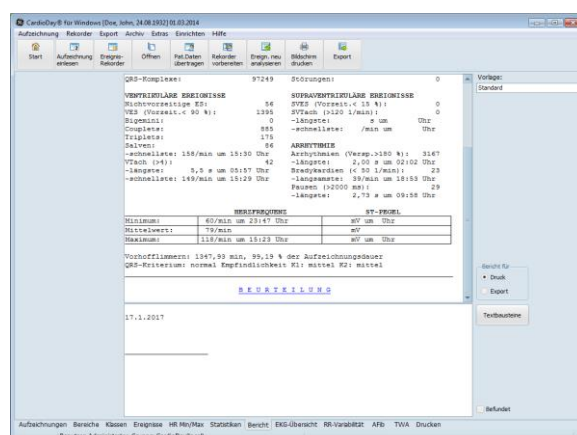 CardioDay® für Windows [Doe, John, 24.08.1932] 01.03.2014
Aufzeichnung Rekorder Export Archiv Extras Einrichten Hilfe
Start
Aufzeichnung einlesen
Ereignis-Rekorder
Öffnen
Pat.Daten übertragen
Rekorder vorbereiten
Ereign. neu analysieren
Bildschirm drucken
Export
QRS-Komplexe: 97249 Störungen: 0
VENTRIKULÄRE EREIGNISSE SUPRAVENTRIKULÄRE EREIGNISSE
Nichtvorzeitige ES: 56 SVES (Vorzeit.< 15 %): 0
VES (Vorzeit.< 90 %): 1395 SVTach (>120 1/min): 0
Bigemini: 0 -längste: s um Uhr
Couplets: 885 -schnellste: /min um Uhr
Triplets: 175
Salven: 86 ARRHYTHMIE
-schnellste: 158/min um 15:30 Uhr Arrhythmien (Versp.>180 %): 3167
VTach (>4): 42 -längste: 2,00 s um 02:02 Uhr
-längste: 5,5 s um 05:57 Uhr Bradykardien (< 50 1/min): 23
-schnellste: 149/min um 15:29 Uhr -langsamste: 39/min um 18:53 Uhr
Pausen (>2000 ms): 29
-längste: 2,73 s um 09:58 Uhr
HERZFREQUENZ ST-PEGEL
Minimum: 60/min um 23:47 Uhr mV um Uhr
Mittelwert: 79/min mV
Maximum: 118/min um 15:23 Uhr mV um Uhr
Vorhofflimmern: 1347,93 min, 99,19 % der Aufzeichnungsdauer
QRS-Kriterium: normal Empfindlichkeit K1: mittel K2: mittel
B E U R T E I L U N G
17.1.2017
Vorlage:
Standard
Bericht für
Druck
Export
Textbausteine
Befundet
Aufzeichnungen Bereiche Klassen Ereignisse HR Min/Max Statistiken Bericht EKG-Übersicht RR-Variabilität AFib TWA Drucken